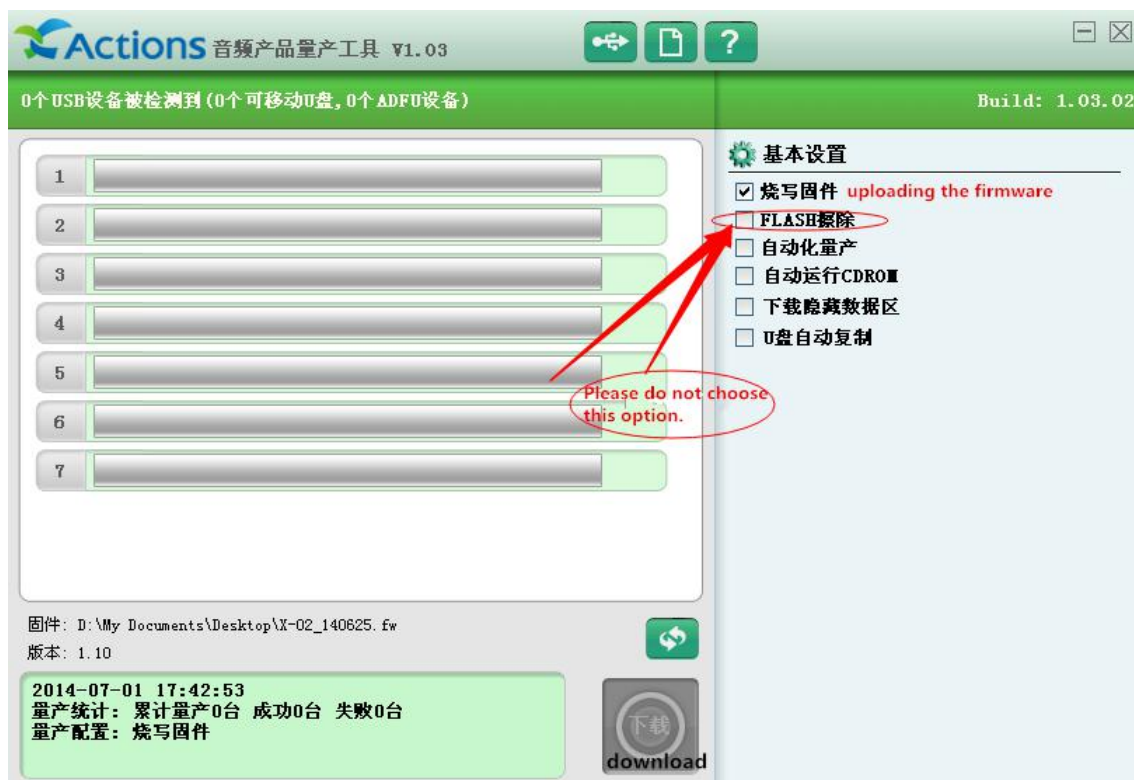 Actions 音频产品量产工具 V1.03
?
0个USB设备被检测到(0个可移动U盘,0个ADFU设备)
Build: 1.03.02
1
2
3
4
5
6
7
基本设置
烧写固件 uploading the firmware
FLASH擦除
自动化量产
自动运行CDROM
下载隐藏数据区
U盘自动复制
Please do not choose
this option.
固件: D:\My Documents\Desktop\X-02_140625.fw
版本: 1.10
2014-07-01 17:42:53
量产统计: 累计量产0台 成功0台 失败0台
量产配置: 烧写固件
下载
download